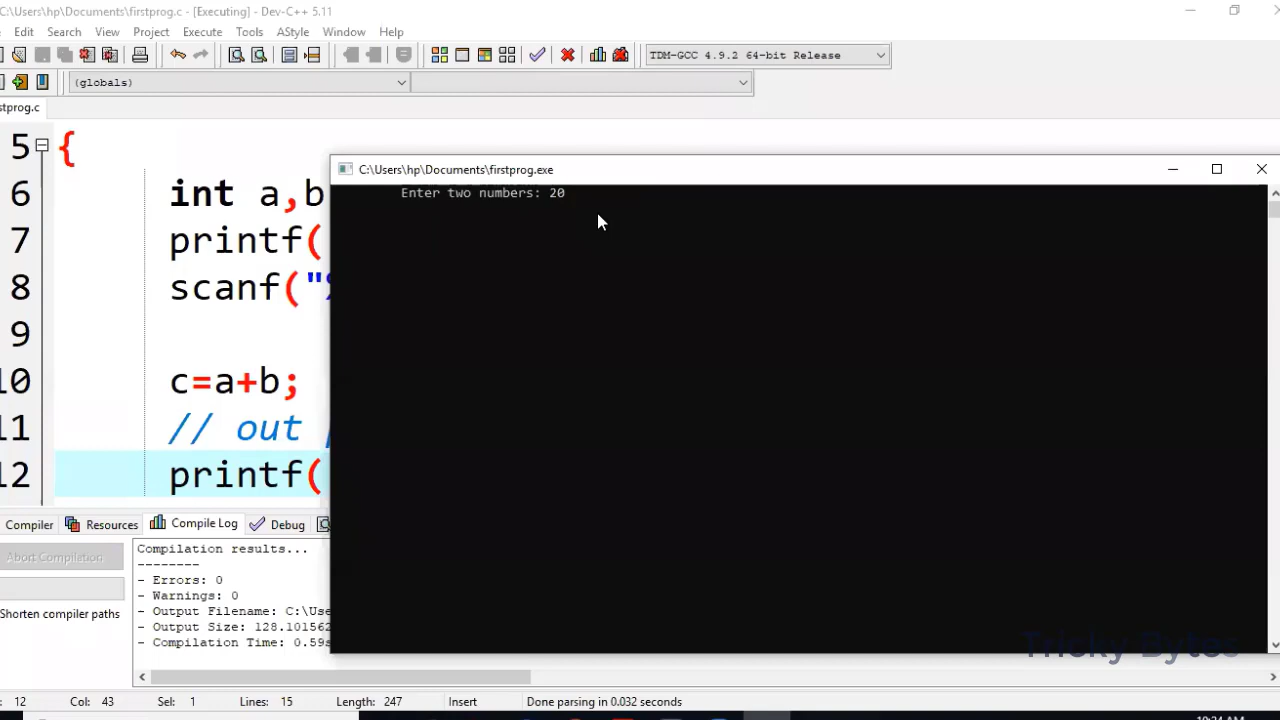 C:\Users\hp\Documents\firstprog.c - [Executing] - Dev-C++ 5.11
Edit Search View Project Execute Tools AStyle Window Help
TDM-GCC 4.9.2 64-bit Release
(globals)
stprog.c
5 {
6 int a,b
7 printf(
8 scanf("%
9
10 c=a+b;
11 // out
12 printf(
C:\Users\hp\Documents\firstprog.exe
Enter two numbers: 20
Compiler Resources Compile Log Debug
Abort Compilation
Shorten compiler paths
Compilation results...
--------
- Errors: 0
- Warnings: 0
- Output Filename: C:\Use
- Output Size: 128.101562
- Compilation Time: 0.59s
Tricky Bytes
: 12 Col: 43 Sel: 1 Lines: 15 Length: 247 Insert Done parsing in 0.032 seconds